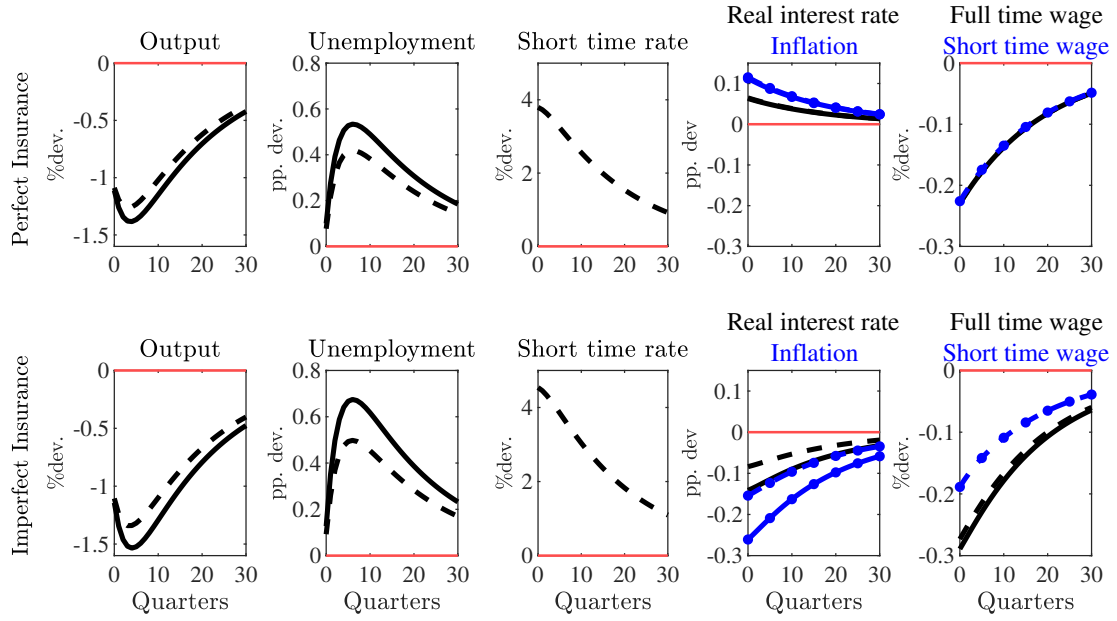 Real interest rate
Full time wage
Output
Unemployment
Short time rate
Inflation
Short time wage
Perfect Insurance
%dev.
0
-0.5
-1
-1.5
0 10 20 30
pp. dev.
0.8
0.6
0.4
0.2
0
0 10 20 30
%dev.
4
2
0
0 10 20 30
pp. dev
0.1
0
-0.1
-0.2
-0.3
0 10 20 30
%dev.
0
-0.1
-0.2
-0.3
0 10 20 30
Real interest rate
Full time wage
Output
Unemployment
Short time rate
Inflation
Short time wage
Imperfect Insurance
%dev.
0
-0.5
-1
-1.5
0 10 20 30
Quarters
pp. dev.
0.8
0.6
0.4
0.2
0
0 10 20 30
Quarters
%dev.
4
2
0
0 10 20 30
Quarters
pp. dev
0.1
0
-0.1
-0.2
-0.3
0 10 20 30
Quarters
%dev.
0
-0.1
-0.2
-0.3
0 10 20 30
Quarters